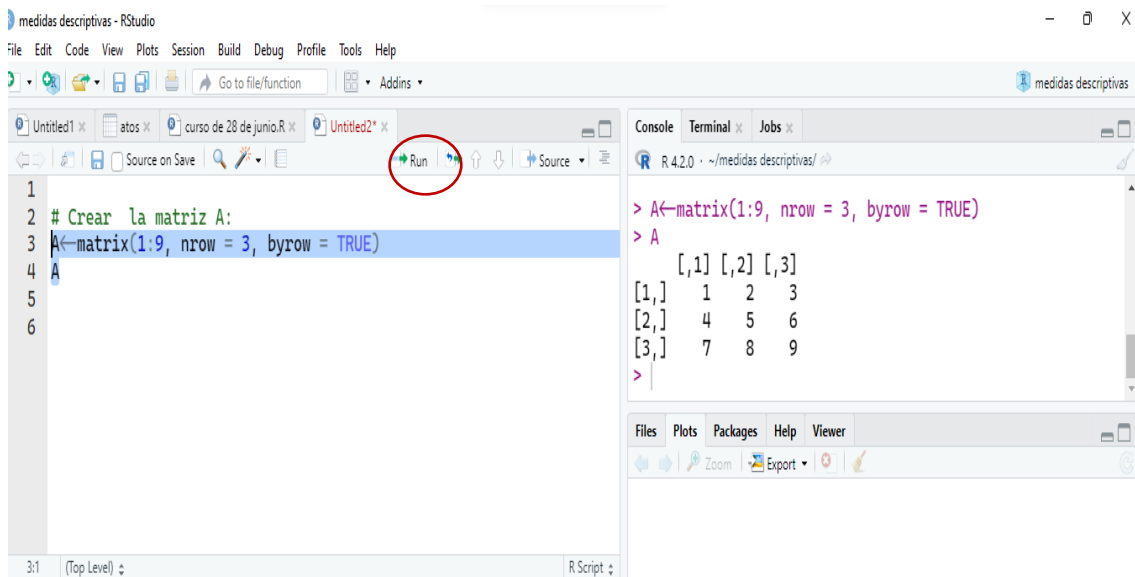 medidas descriptivas - RStudio
File Edit Code View Plots Session Build Debug Profile Tools Help
Go to file/function Addins medidas descriptivas
Untitled1 atos curso de 28 de junio.R Untitled2*
Source on Save Run Source
1
2 # Crear la matriz A:
3 A<-matrix(1:9, nrow = 3, byrow = TRUE)
4 A
5
6
3:1 (Top Level) R Script
Console Terminal Jobs
R 4.2.0 · ~/medidas descriptivas/
> A<-matrix(1:9, nrow = 3, byrow = TRUE)
> A
[,1] [,2] [,3]
[1,] 1 2 3
[2,] 4 5 6
[3,] 7 8 9
>
Files Plots Packages Help Viewer
Zoom Export